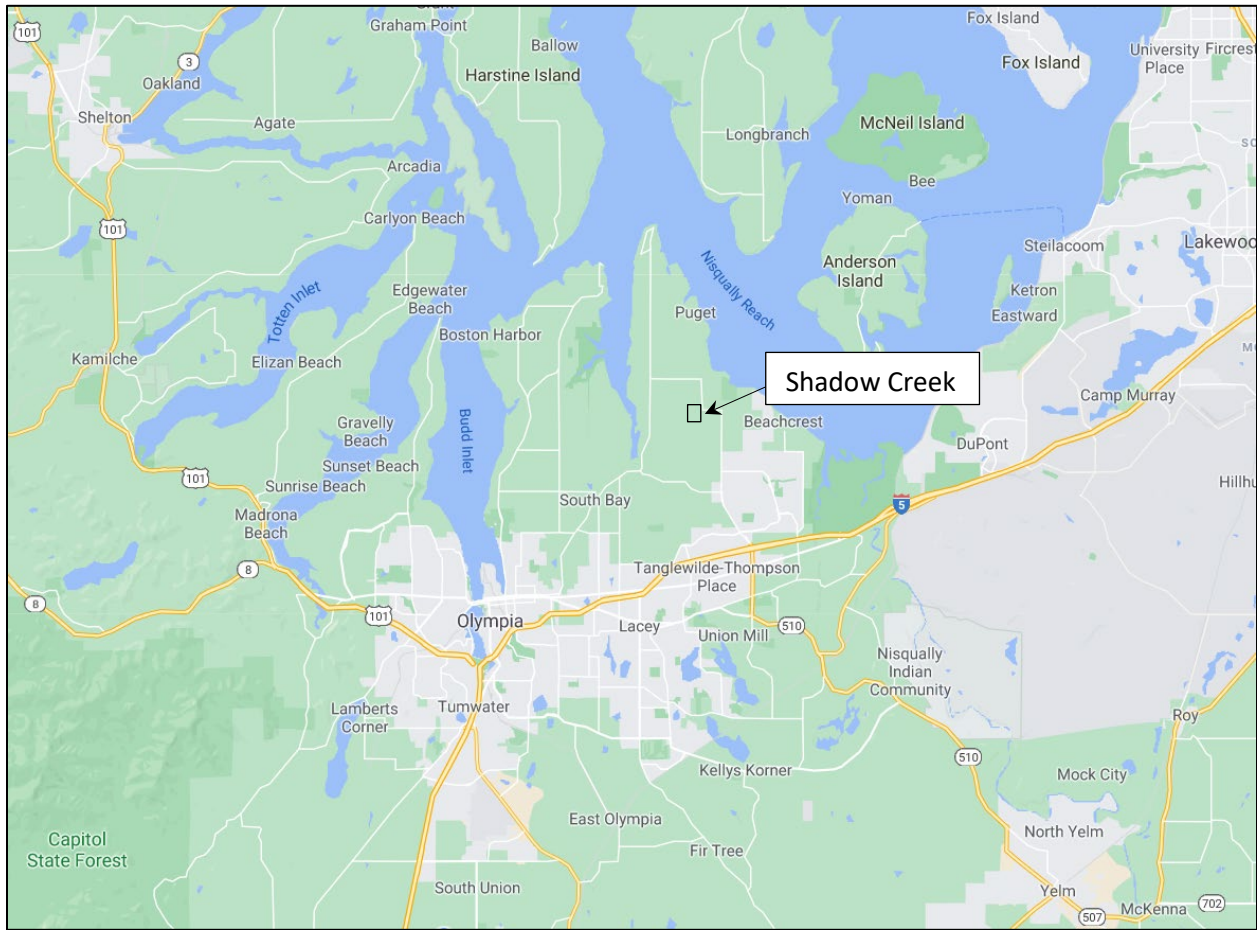 101
Graham Point
Ballow
Fox Island
Fox Island
University
Place
Fircrest
3
Oakland
Harstine Island
Shelton
Agate
Longbranch
McNeil Island
Arcadia
Bee
Yoman
Carlyon Beach
101
Steilacoom
Lakewoo
Nisqually Reach
Anderson
Island
Edgewater
Beach
Totten Inlet
Puget
Ketron
Eastward
Boston Harbor
Kamilche
Elizan Beach
Shadow Creek
Camp Murray
Budd Inlet
Gravelly
Beach
Beachcrest
DuPont
Sunset Beach
101
Sunrise Beach
South Bay
Hillhu
5
Madrona
Beach
8
Tanglewilde-Thompson
Place
8
101
Olympia
Lacey
Union Mill
510
Nisqually
Indian
Community
Lamberts
Corner
Tumwater
Roy
Kellys Korner
510
Mock City
East Olympia
North Yelm
Capitol
State Forest
Fir Tree
South Union
Yelm
McKenna
702
507